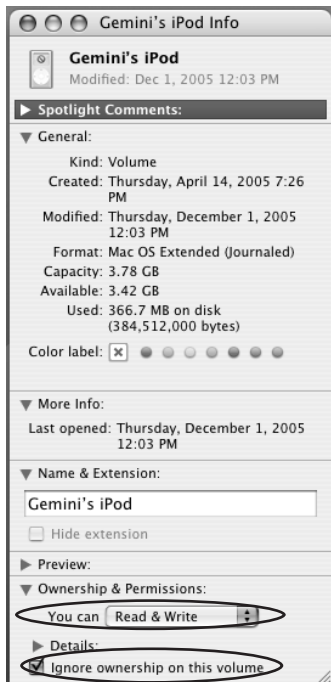 Gemini's iPod Info
Gemini's iPod
Modified: Dec 1, 2005 12:03 PM
Spotlight Comments:
General:
Kind: Volume
Created: Thursday, April 14, 2005 7:26
PM
Modified: Thursday, December 1, 2005
12:03 PM
Format: Mac OS Extended (Journaled)
Capacity: 3.78 GB
Available: 3.42 GB
Used: 366.7 MB on disk
(384,512,000 bytes)
Color label:
More Info:
Last opened: Thursday, December 1, 2005
12:03 PM
Name & Extension:
Gemini's iPod
Hide extension
Preview:
Ownership & Permissions:
You can Read & Write
Details:
Ignore ownership on this volume